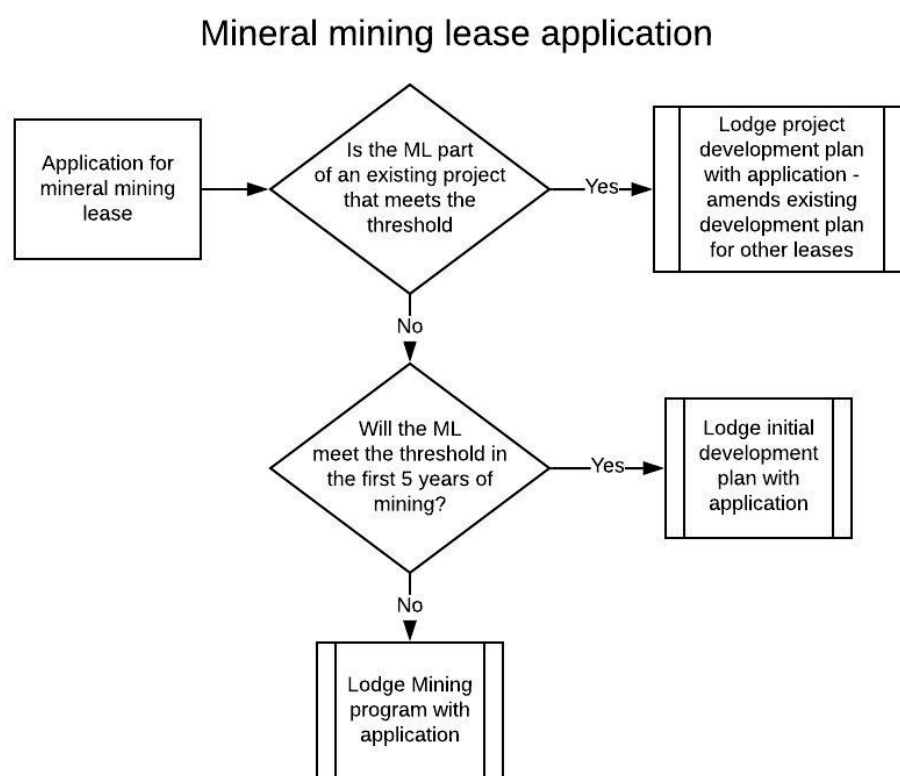 Mineral mining lease application
Application for
mineral mining
lease
Is the ML part
of an existing project
that meets the
threshold
Yes
Lodge project
development plan
with application -
amends existing
development plan
for other leases
No
Will the ML
meet the threshold in
the first 5 years of
mining?
Yes
Lodge initial
development
plan with
application
No
Lodge Mining
program with
application